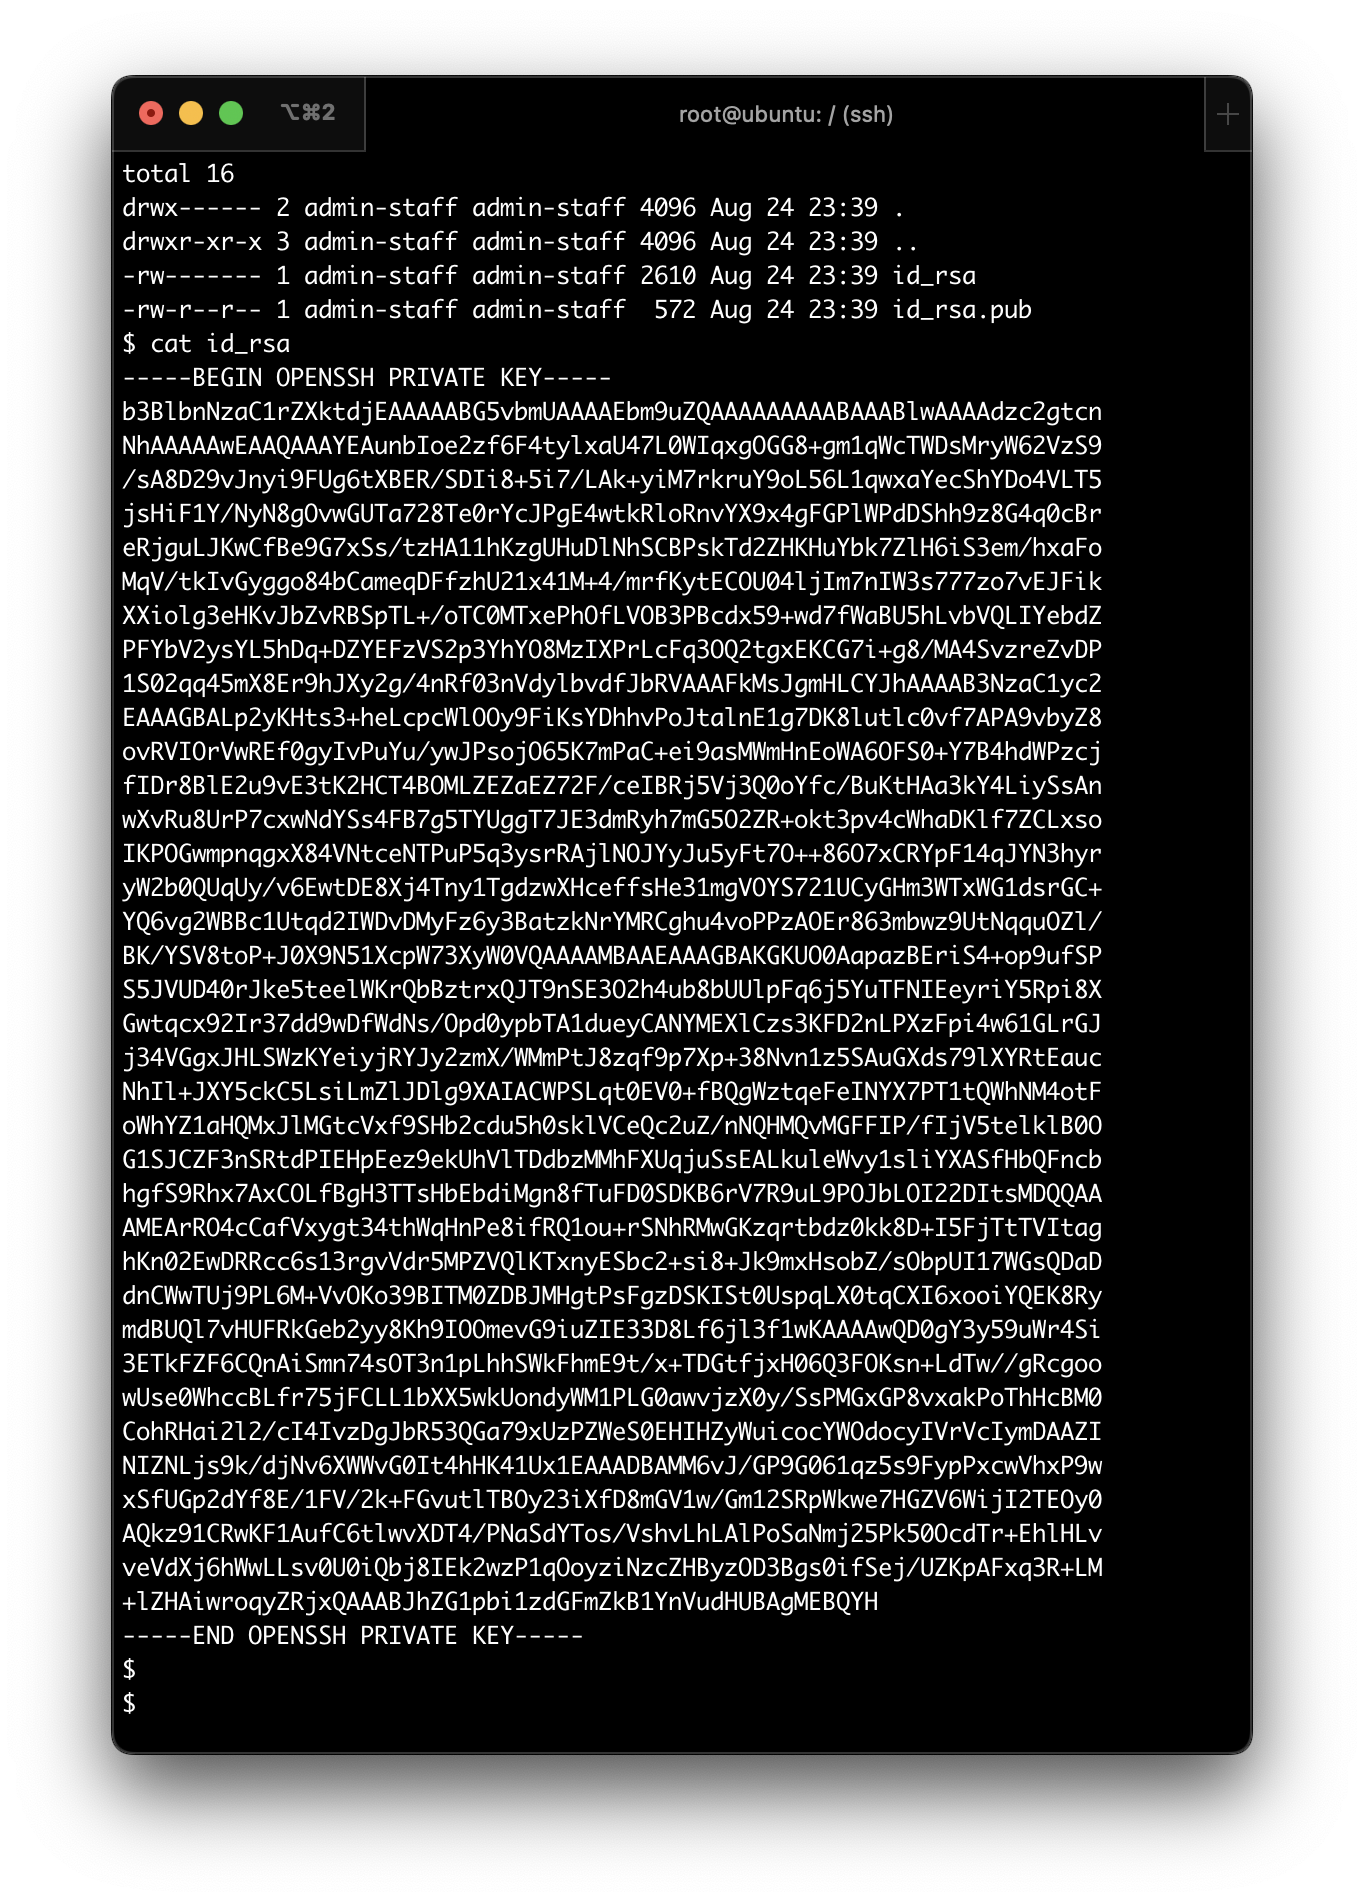 ⌥⌘2
root@ubuntu: / (ssh)
total 16
drwx------ 2 admin-staff admin-staff 4096 Aug 24 23:39 .
drwxr-xr-x 3 admin-staff admin-staff 4096 Aug 24 23:39 ..
-rw------- 1 admin-staff admin-staff 2610 Aug 24 23:39 id_rsa
-rw-r--r-- 1 admin-staff admin-staff  572 Aug 24 23:39 id_rsa.pub
$ cat id_rsa
-----BEGIN OPENSSH PRIVATE KEY-----
b3BlbnNzaC1rZXktdjEAAAAABG5vbmUAAAAEbm9uZQAAAAAAAAABAAABlwAAAAdzc2gtcn
NhAAAAAwEAAQAAAYEAunbIoe2zf6F4tylxaU47L0WIqxgOGG8+gm1qWcTWDsMryW62VzS9
/sA8D29vJnyi9FUg6tXBER/SDIi8+5i7/LAk+yiM7rkruY9oL56L1qwxaYecShYDo4VLT5
jsHiF1Y/NyN8gOvwGUTa728Te0rYcJPgE4wtkRloRnvYX9x4gFGPlWPdDShh9z8G4q0cBr
eRjguLJKwCfBe9G7xSs/tzHA11hKzgUHuDlNhSCBPskTd2ZHKHuYbk7ZlH6iS3em/hxaFo
MqV/tkIvGyggo84bCameqDFfzhU21x41M+4/mrfKytECOU04ljIm7nIW3s777zo7vEJFik
XXiolg3eHKvJbZvRBSpTL+/oTC0MTxePhOfLVOB3PBcdx59+wd7fWaBU5hLvbVQLIYebdZ
PFYbV2ysYL5hDq+DZYEFzVS2p3YhYO8MzIXPrLcFq3OQ2tgxEKCG7i+g8/MA4SvzreZvDP
1S02qq45mX8Er9hJXy2g/4nRf03nVdylbvdfJbRVAAAFkMsJgmHLCYJhAAAAB3NzaC1yc2
EAAAGBALp2yKHts3+heLcpcWlOOy9FiKsYDhhvPoJtalnE1g7DK8lutlc0vf7APA9vbyZ8
ovRVIOrVwREf0gyIvPuYu/ywJPsojO65K7mPaC+ei9asMWmHnEoWA6OFS0+Y7B4hdWPzcj
fIDr8BlE2u9vE3tK2HCT4BOMLZEZaEZ72F/ceIBRj5Vj3Q0oYfc/BuKtHAa3kY4LiySsAn
wXvRu8UrP7cxwNdYSs4FB7g5TYUggT7JE3dmRyh7mG5O2ZR+okt3pv4cWhaDKlf7ZCLxso
IKPOGwmpnqgxX84VNtceNTPuP5q3ysrRAjlNOJYyJu5yFt7O++86O7xCRYpF14qJYN3hyr
yW2b0QUqUy/v6EwtDE8Xj4Tny1TgdzwXHceffsHe31mgVOYS721UCyGHm3WTxWG1dsrGC+
YQ6vg2WBBc1Utqd2IWDvDMyFz6y3BatzkNrYMRCghu4voPPzAOEr863mbwz9UtNqquOZl/
BK/YSV8toP+J0X9N51XcpW73XyW0VQAAAAMBAAEAAAGBAKGKUO0AapazBEriS4+op9ufSP
S5JVUD40rJke5teelWKrQbBztrxQJT9nSE3O2h4ub8bUUlpFq6j5YuTFNIEeyriY5Rpi8X
Gwtqcx92Ir37dd9wDfWdNs/Opd0ypbTA1dueyCANYMEXlCzs3KFD2nLPXzFpi4w61GLrGJ
j34VGgxJHLSWzKYeiyjRYJy2zmX/WMmPtJ8zqf9p7Xp+38Nvn1z5SAuGXds79lXYRtEauc
NhIl+JXY5ckC5LsiLmZlJDlg9XAIACWPSLqt0EV0+fBQgWztqeFeINYX7PT1tQWhNM4otF
oWhYZ1aHQMxJlMGtcVxf9SHb2cdu5h0sklVCeQc2uZ/nNQHMQvMGFFIP/fIjV5telklB0O
G1SJCZF3nSRtdPIEHpEez9ekUhVlTDdbzMMhFXUqjuSsEALkuleWvy1sliYXASfHbQFncb
hgfS9Rhx7AxCOLfBgH3TTsHbEbdiMgn8fTuFD0SDKB6rV7R9uL9POJbLOI22DItsMDQQAA
AMEArRO4cCafVxygt34thWqHnPe8ifRQ1ou+rSNhRMwGKzqrtbdz0kk8D+I5FjTtTVItag
hKn02EwDRRcc6s13rgvVdr5MPZVQlKTxnyESbc2+si8+Jk9mxHsobZ/sObpUI17WGsQDaD
dnCWwTUj9PL6M+VvOKo39BITM0ZDBJMHgtPsFgzDSKISt0UspqLX0tqCXI6xooiYQEK8Ry
mdBUQl7vHUFRkGeb2yy8Kh9IOOmevG9iuZIE33D8Lf6jl3f1wKAAAAwQD0gY3y59uWr4Si
3ETkFZF6CQnAiSmn74sOT3n1pLhhSWkFhmE9t/x+TDGtfjxH06Q3FOKsn+LdTw//gRcgoo
wUse0WhccBLfr75jFCLL1bXX5wkUondyWM1PLG0awvjzX0y/SsPMGxGP8vxakPoThHcBM0
CohRHai2l2/cI4IvzDgJbR53QGa79xUzPZWeS0EHIHZyWuicocYWOdocyIVrVcIymDAAZI
NIZNLjs9k/djNv6XWWvG0It4hHK41Ux1EAAADBAMM6vJ/GP9G061qz5s9FypPxcwVhxP9w
xSfUGp2dYf8E/1FV/2k+FGvutlTBOy23iXfD8mGV1w/Gm12SRpWkwe7HGZV6WijI2TEOy0
AQkz91CRwKF1AufC6tlwvXDT4/PNaSdYTos/VshvLhLAlPoSaNmj25Pk50OcdTr+EhlHLv
veVdXj6hWwLLsv0U0iQbj8IEk2wzP1qOoyziNzcZHByzOD3Bgs0ifSej/UZKpAFxq3R+LM
+lZHAiwroqyZRjxQAAABJhZG1pbi1zdGFmZkB1YnVudHUBAgMEBQYH
-----END OPENSSH PRIVATE KEY-----
$
$